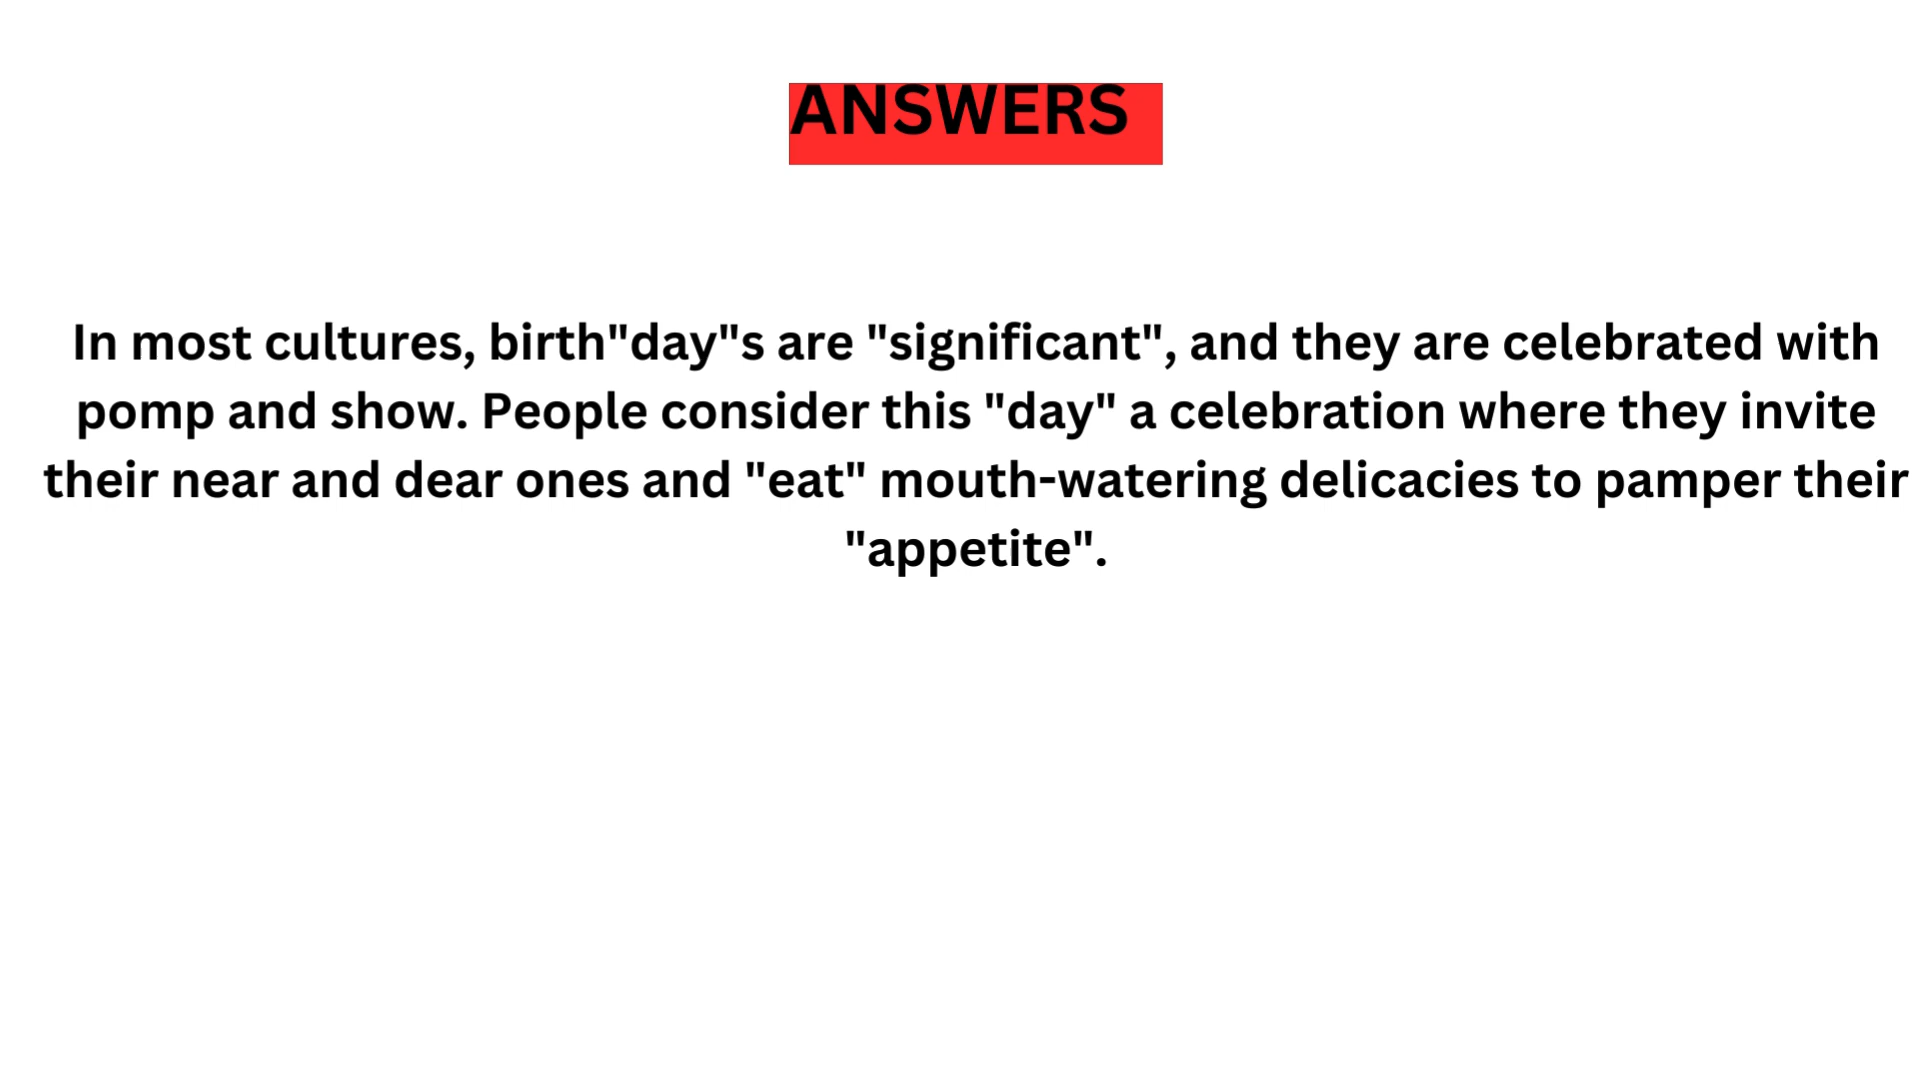 ANSWERS
In most cultures, birth"day"s are "significant", and they are celebrated with
pomp and show. People consider this "day" a celebration where they invite
their near and dear ones and "eat" mouth-watering delicacies to pamper their
"appetite".